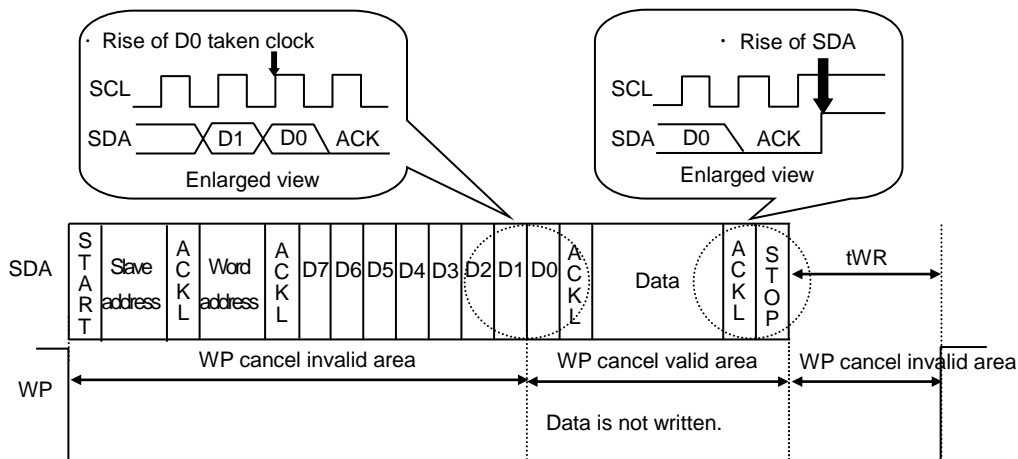 · Rise of D0 taken clock
SCL
SDA
D1
D0
ACK
Enlarged view
· Rise of SDA
SCL
SDA
D0
ACK
Enlarged view
SDA
START
Slave address
ACKL
Word address
ACKL
D7
D6
D5
D4
D3
D2
D1
D0
ACKL
Data
ACKL
STOP
tWR
WP
WP cancel invalid area
WP cancel valid area
WP cancel invalid area
Data is not written.